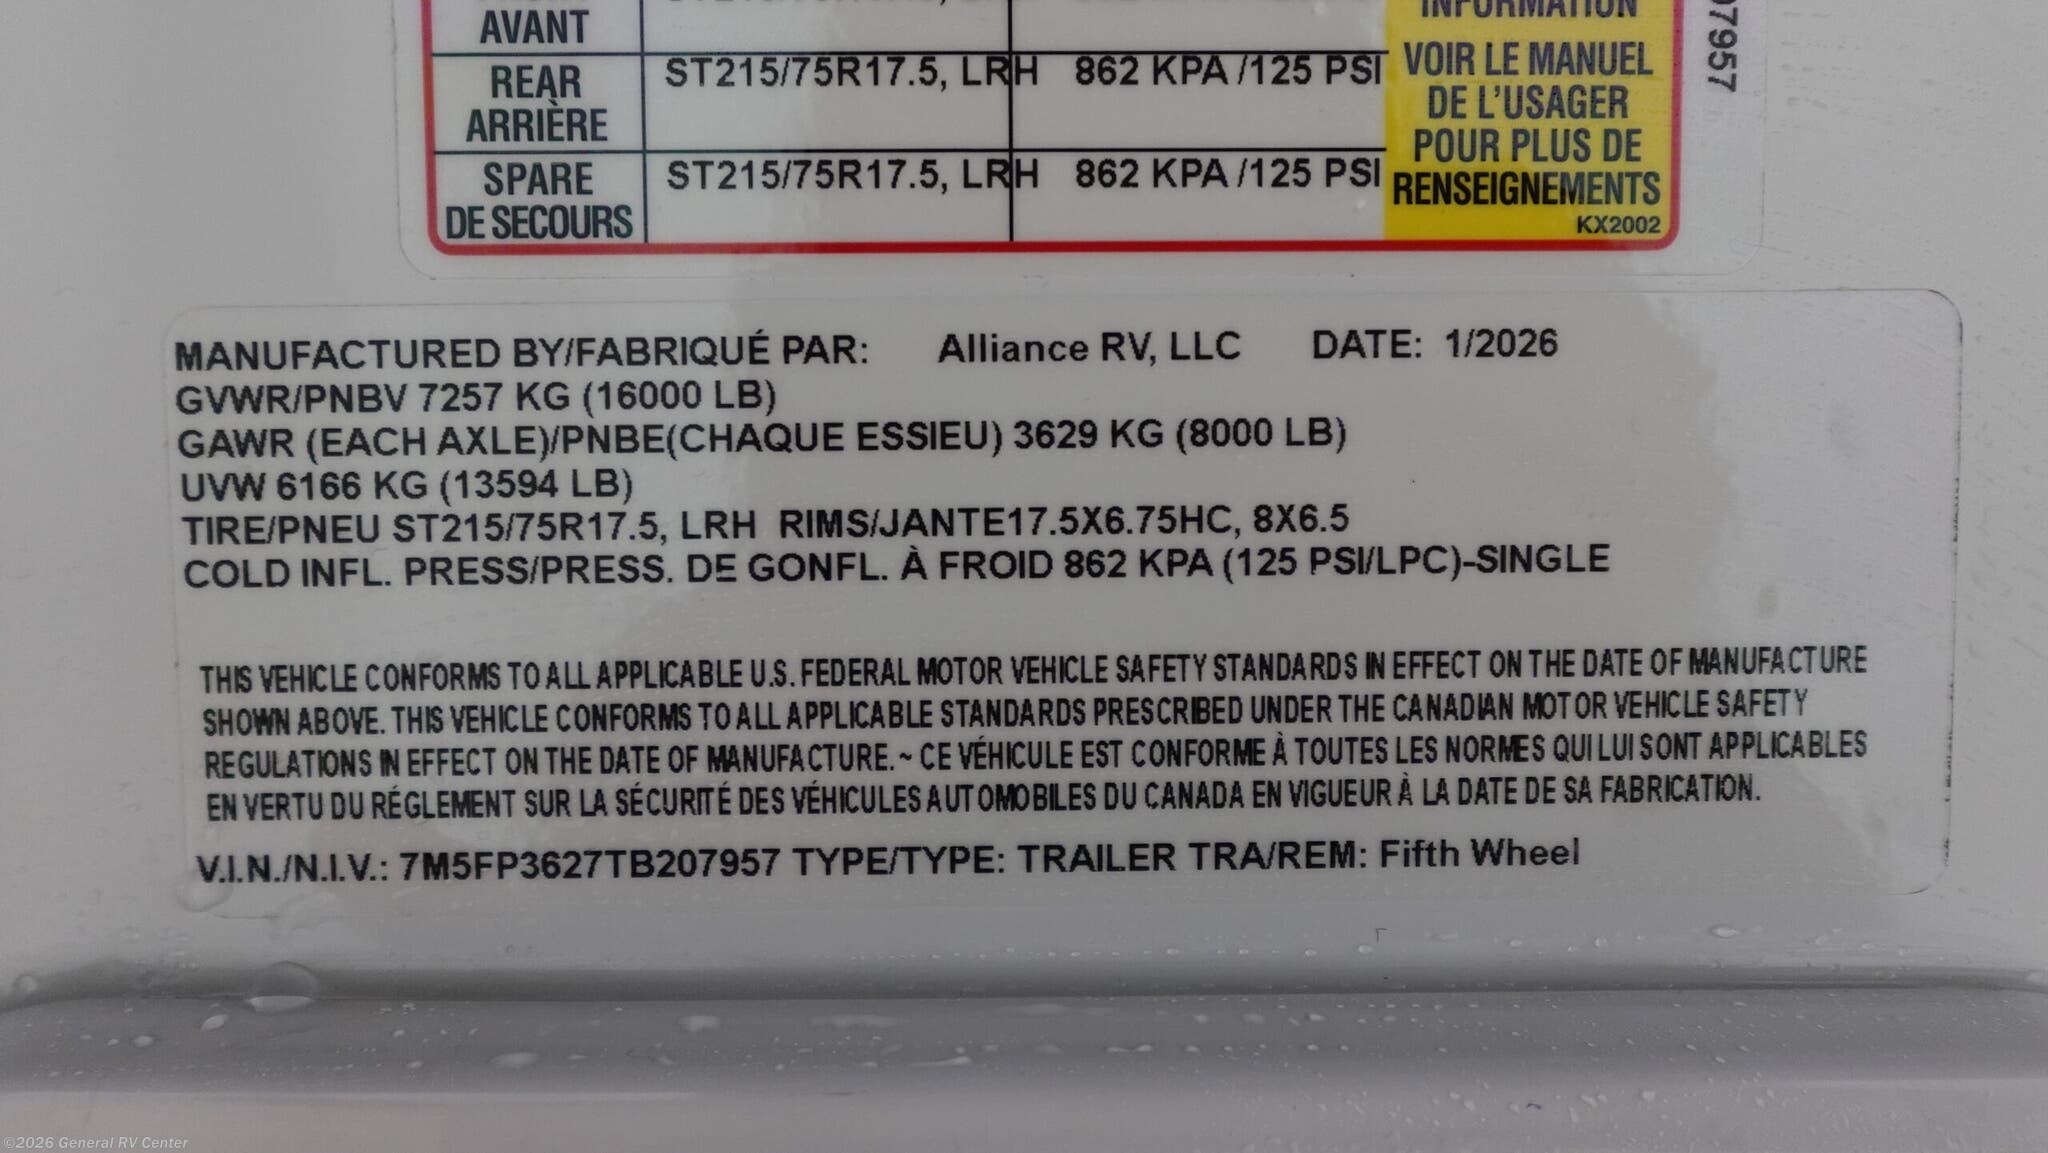 AVANT
INFORMATION
VOIR LE MANUEL
DE L'USAGER
POUR PLUS DE
RENSEIGNEMENTS
KX2002
REAR
ARRIÈRE
ST215/75R17.5, LRH 862 KPA /125 PSI
SPARE
DE SECOURS
ST215/75R17.5, LRH 862 KPA /125 PSI
07957
MANUFACTURED BY/FABRIQUÉ PAR: Alliance RV, LLC DATE: 1/2026
GVWR/PNBV 7257 KG (16000 LB)
GAWR (EACH AXLE)/PNBE(CHAQUE ESSIEU) 3629 KG (8000 LB)
UVW 6166 KG (13594 LB)
TIRE/PNEU ST215/75R17.5, LRH RIMS/JANTE17.5X6.75HC, 8X6.5
COLD INFL. PRESS/PRESS. DE GONFL. À FROID 862 KPA (125 PSI/LPC)-SINGLE
THIS VEHICLE CONFORMS TO ALL APPLICABLE U.S. FEDERAL MOTOR VEHICLE SAFETY STANDARDS IN EFFECT ON THE DATE OF MANUFACTURE
SHOWN ABOVE. THIS VEHICLE CONFORMS TO ALL APPLICABLE STANDARDS PRESCRIBED UNDER THE CANADIAN MOTOR VEHICLE SAFETY
REGULATIONS IN EFFECT ON THE DATE OF MANUFACTURE. ~ CE VÉHICULE EST CONFORME À TOUTES LES NORMES QUI LUI SONT APPLICABLES
EN VERTU DU RÉGLEMENT SUR LA SÉCURITÉ DES VÉHICULES AUTOMOBILES DU CANADA EN VIGUEUR À LA DATE DE SA FABRICATION.
V.I.N./N.I.V.: 7M5FP3627TB207957 TYPE/TYPE: TRAILER TRA/REM: Fifth Wheel
©2026 General RV Center